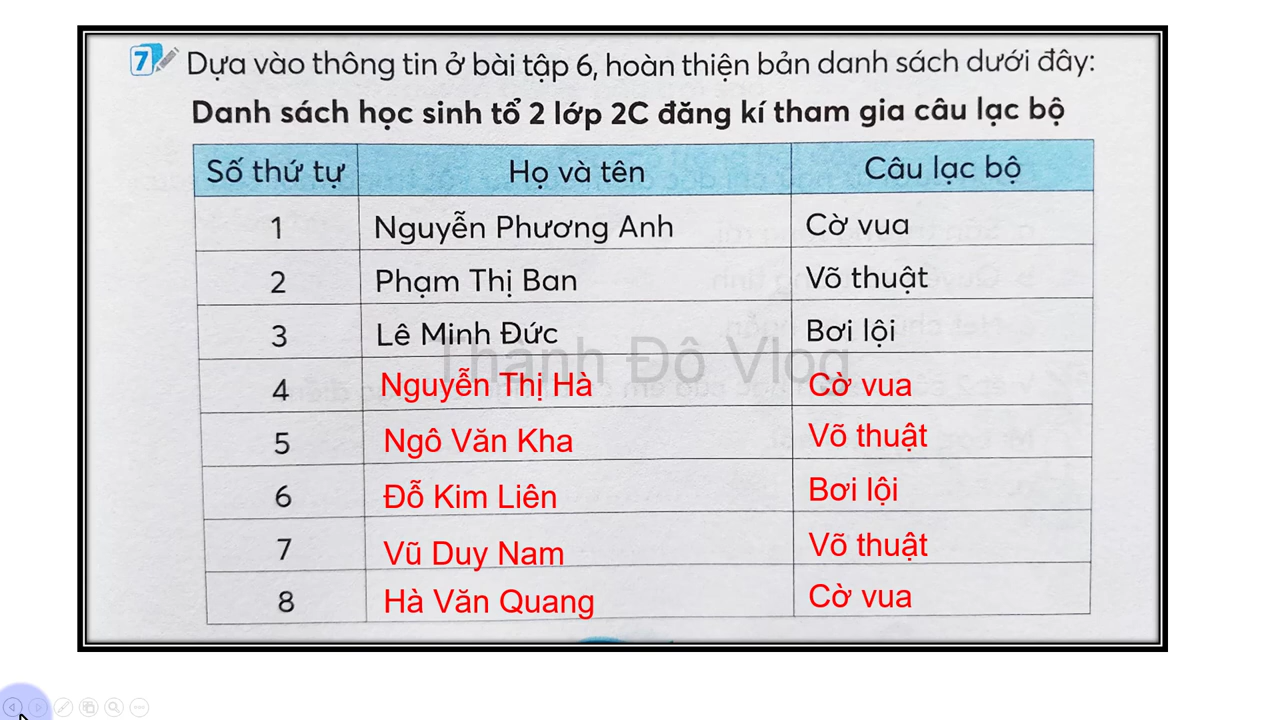 7 Dựa vào thông tin ở bài tập 6, hoàn thiện bản danh sách dưới đây:
Danh sách học sinh tổ 2 lớp 2C đăng kí tham gia câu lạc bộ
Số thứ tự Họ và tên Câu lạc bộ
1 Nguyễn Phương Anh Cờ vua
2 Phạm Thị Ban Võ thuật
3 Lê Minh Đức Bơi lội
Thành Đô Vlog
4 Nguyễn Thị Hà Cờ vua
5 Ngô Văn Kha Võ thuật
6 Đỗ Kim Liên Bơi lội
7 Vũ Duy Nam Võ thuật
8 Hà Văn Quang Cờ vua